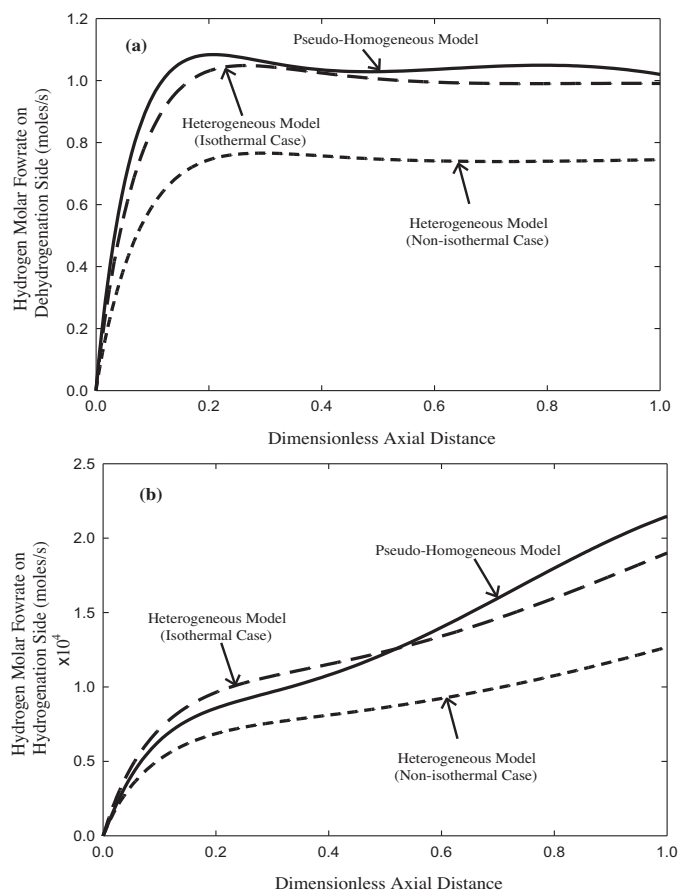 (a)
Pseudo-Homogeneous Model
Heterogeneous Model
(Isothermal Case)
Heterogeneous Model
(Non-isothermal Case)
Hydrogen Molar Fowrate on
Dehydrogenation Side (moles/s)
1.2
1.0
0.8
0.6
0.4
0.2
0.0
0.0 0.2 0.4 0.6 0.8 1.0
Dimensionless Axial Distance
(b)
Pseudo-Homogeneous Model
Heterogeneous Model
(Isothermal Case)
Heterogeneous Model
(Non-isothermal Case)
Hydrogen Molar Fowrate on
Hydrogenation Side (moles/s)
x10⁴
2.5
2.0
1.5
1.0
0.5
0.0
0.0 0.2 0.4 0.6 0.8 1.0
Dimensionless Axial Distance